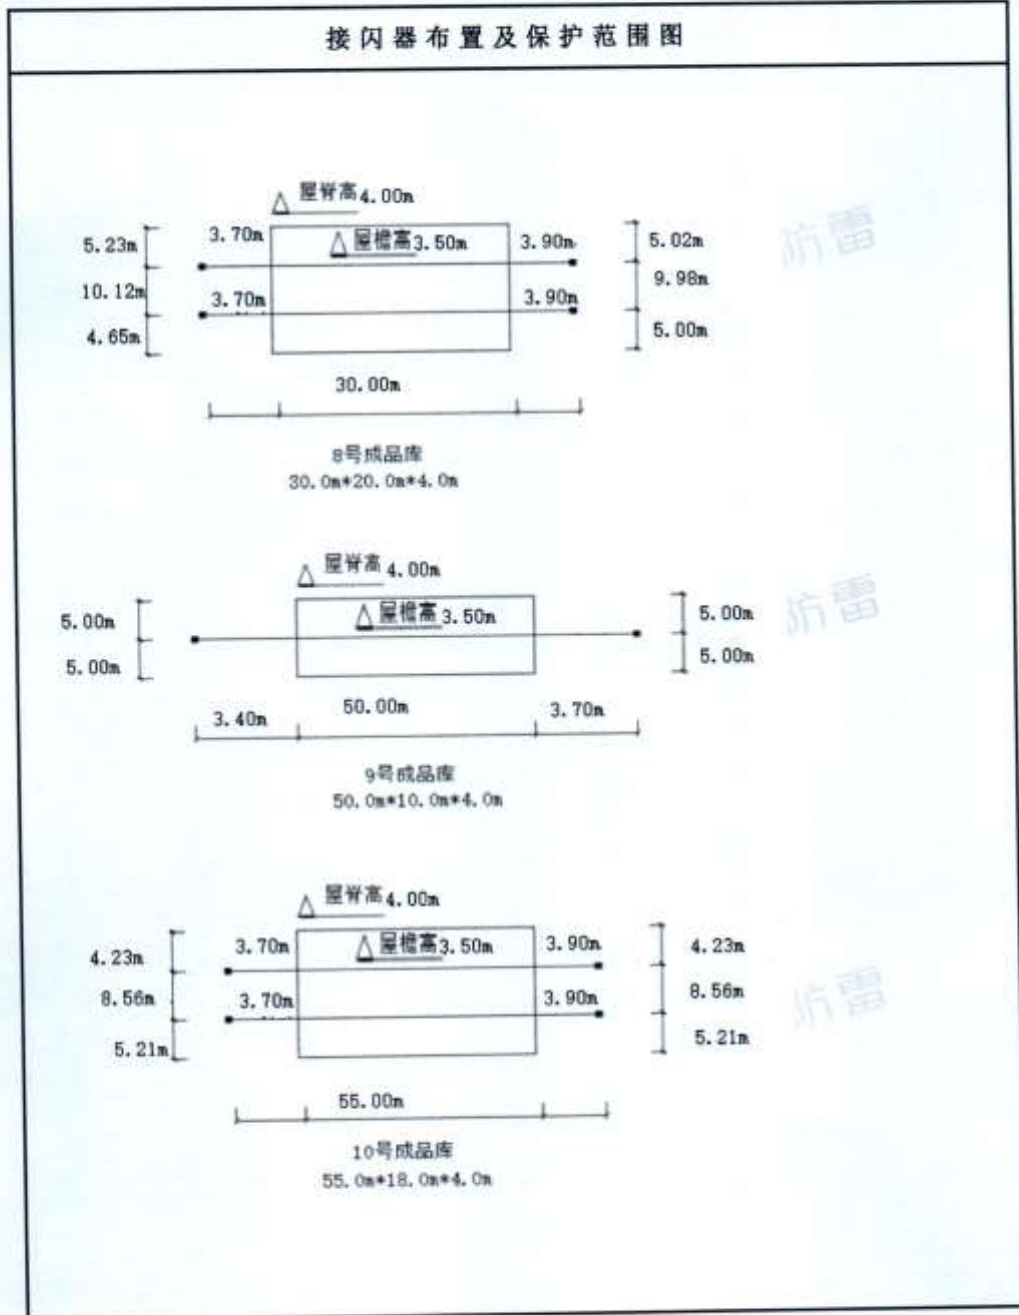 接闪器布置及保护范围图
屋脊高4.00m
5.23m 3.70m 屋檐高3.50m 3.90m 5.02m
防雷
10.12m 3.70m 3.90m 9.98m
4.65m 5.00m
30.00m
8号成品库
30.0m*20.0m*4.0m
屋脊高4.00m
5.00m 屋檐高3.50m 5.00m
防雷
5.00m 5.00m
3.40m 50.00m 3.70m
9号成品库
50.0m*10.0m*4.0m
屋脊高4.00m
4.23m 3.70m 屋檐高3.50m 3.90m 4.23m
8.56m 3.70m 3.90m 8.56m
防雷
5.21m 5.21m
55.00m
10号成品库
55.0m*18.0m*4.0m